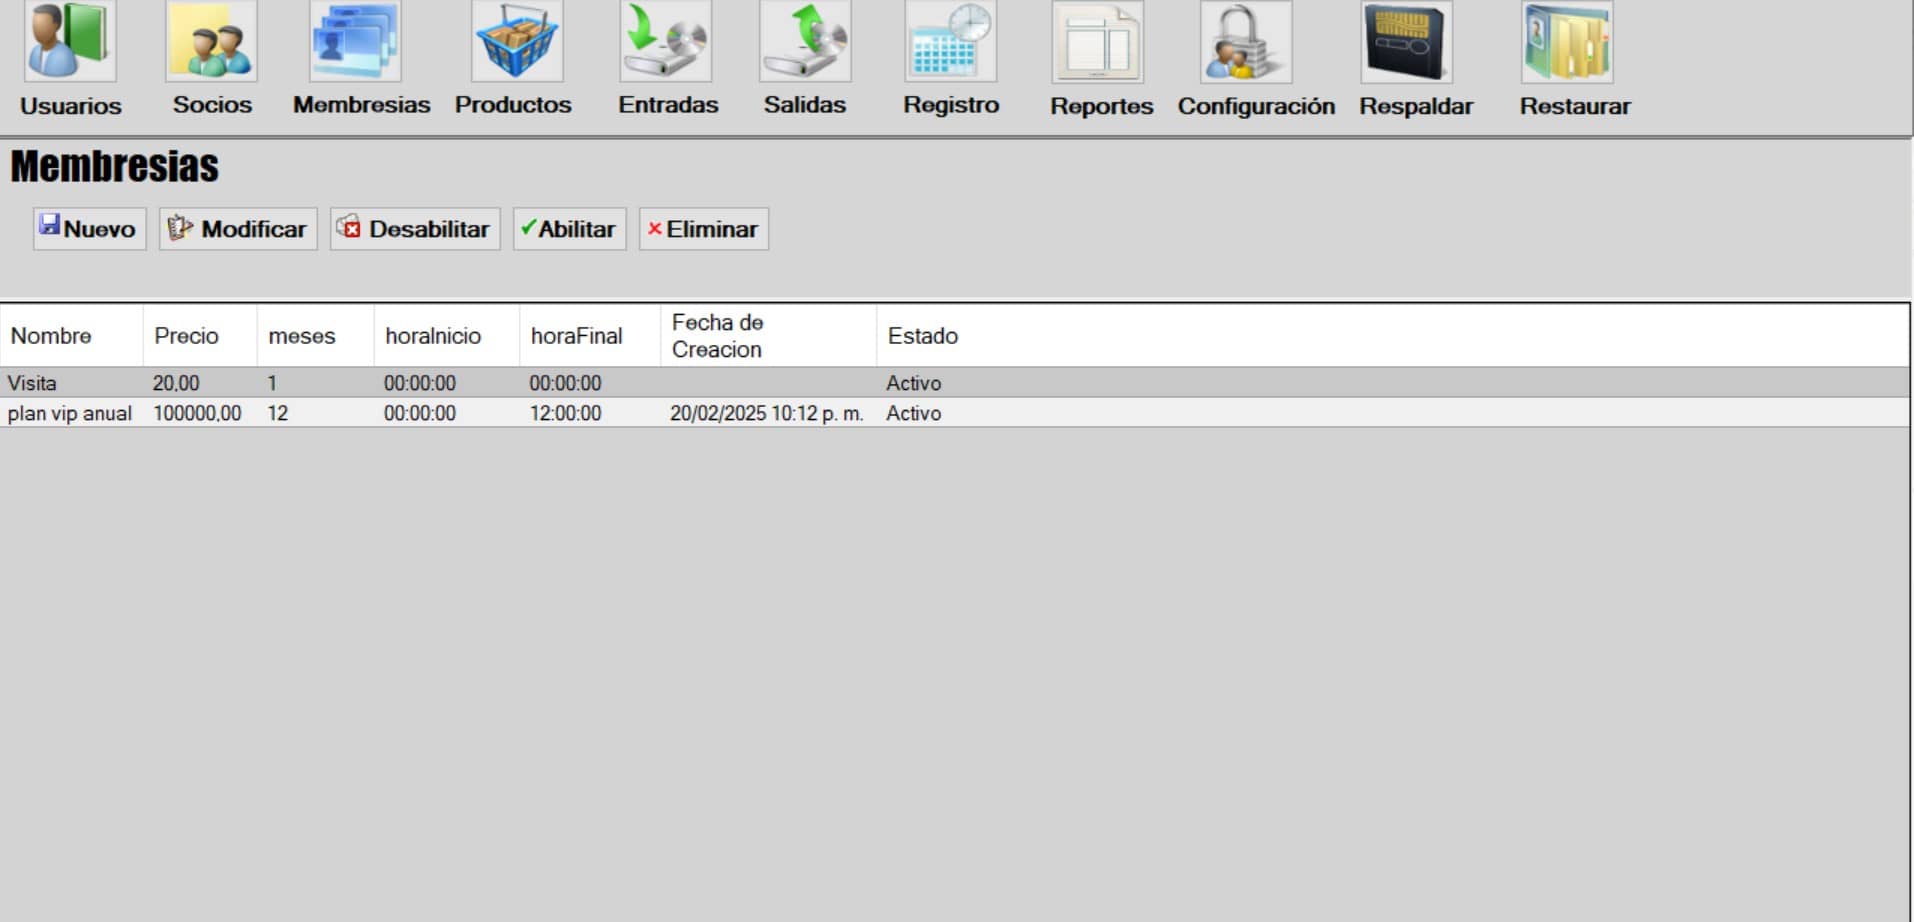 Usuarios Socios Membresias Productos Entradas Salidas Registro Reportes Configuración Respaldar Restaurar
Membresias
Nuevo Modificar Desabilitar Abilitar Eliminar
Nombre Precio meses horaInicio horaFinal Fecha de Creacion Estado
Visita 20,00 1 00:00:00 00:00:00 Activo
plan vip anual 100000,00 12 00:00:00 12:00:00 20/02/2025 10:12 p. m. Activo